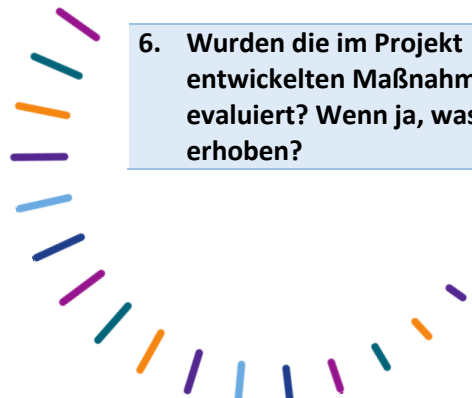 6. Wurden die im Projekt
entwickelten Maßnahm
evaluiert? Wenn ja, was
erhoben?